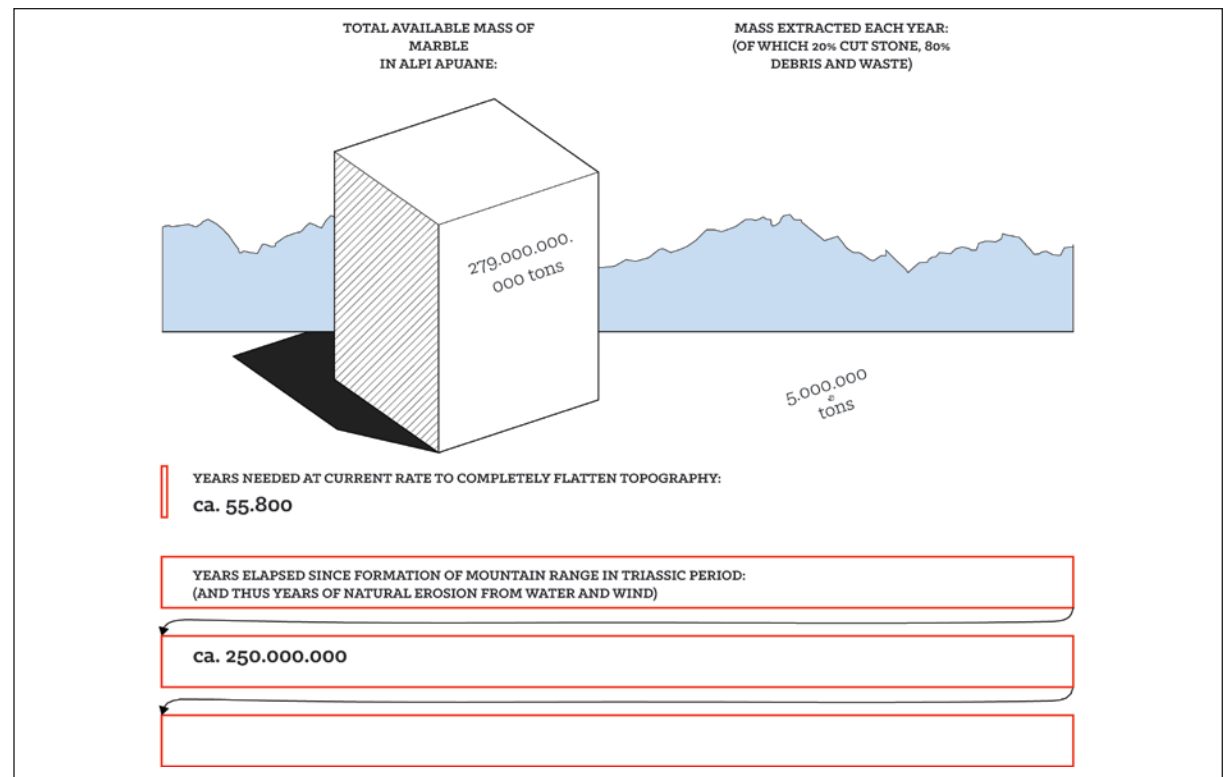 TOTAL AVAILABLE MASS OF
MARBLE
IN ALPI APUANE:
MASS EXTRACTED EACH YEAR:
(OF WHICH 20% CUT STONE, 80%
DEBRIS AND WASTE)
279.000.000.
000 tons
5.000.000
tons
YEARS NEEDED AT CURRENT RATE TO COMPLETELY FLATTEN TOPOGRAPHY:
ca. 55.800
YEARS ELAPSED SINCE FORMATION OF MOUNTAIN RANGE IN TRIASSIC PERIOD:
(AND THUS YEARS OF NATURAL EROSION FROM WATER AND WIND)
ca. 250.000.000